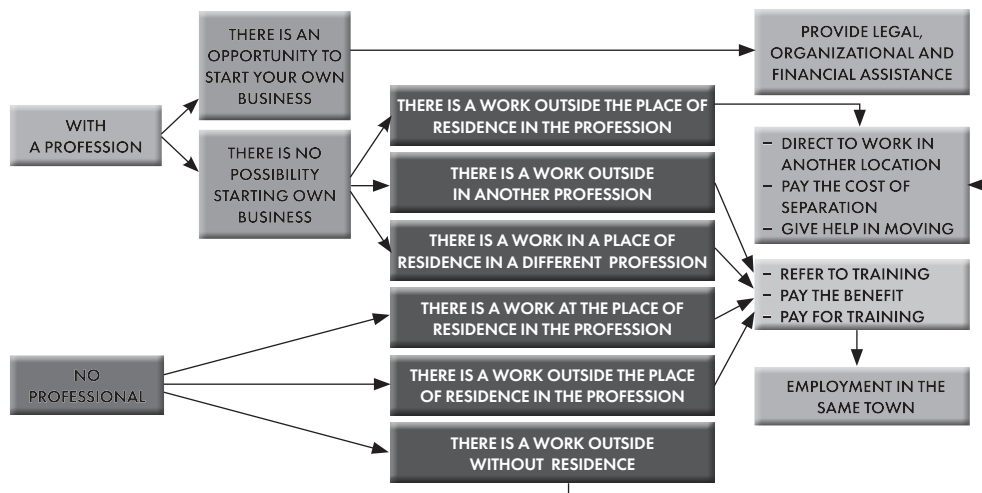 THERE IS AN
OPPORTUNITY TO
START YOUR OWN
BUSINESS
PROVIDE LEGAL,
ORGANIZATIONAL AND
FINANCIAL ASSISTANCE
WITH
A PROFESSION
THERE IS NO
POSSIBILITY
STARTING OWN
BUSINESS
THERE IS A WORK OUTSIDE THE PLACE OF
RESIDENCE IN THE PROFESSION
– DIRECT TO WORK IN
ANOTHER LOCATION
– PAY THE COST OF
SEPARATION
– GIVE HELP IN MOVING
THERE IS A WORK OUTSIDE
IN ANOTHER PROFESSION
THERE IS A WORK IN A PLACE OF
RESIDENCE IN A DIFFERENT PROFESSION
– REFER TO TRAINING
– PAY THE BENEFIT
– PAY FOR TRAINING
THERE IS A WORK AT THE PLACE OF
RESIDENCE IN THE PROFESSION
NO
PROFESSIONAL
THERE IS A WORK OUTSIDE THE PLACE
OF RESIDENCE IN THE PROFESSION
EMPLOYMENT IN THE
SAME TOWN
THERE IS A WORK OUTSIDE
WITHOUT RESIDENCE